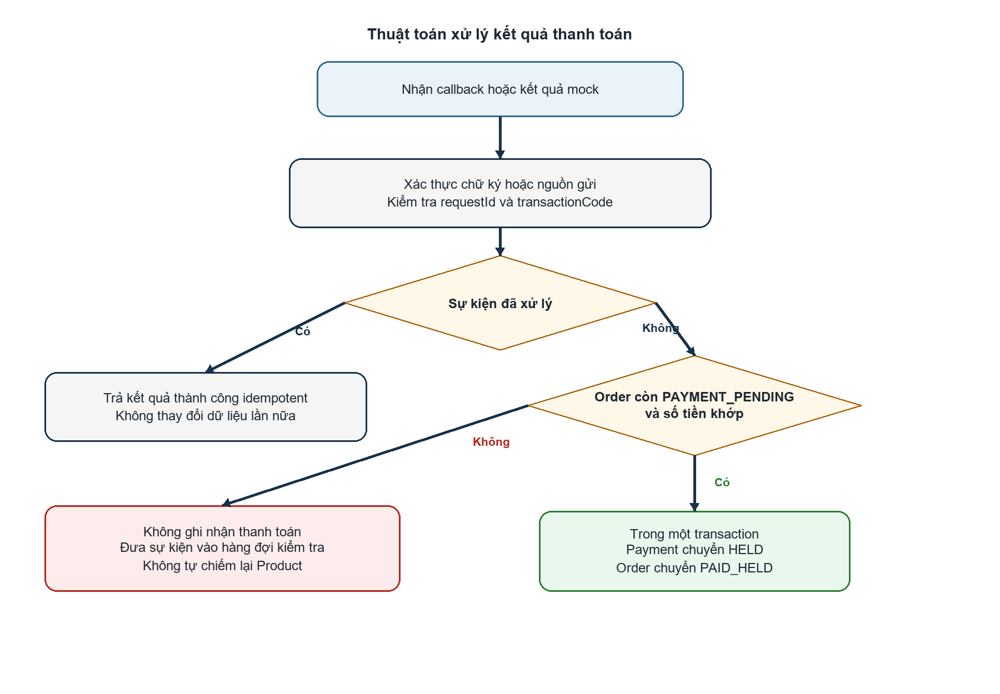 Thuật toán xử lý kết quả thanh toán
Nhận callback hoặc kết quả mock
Xác thực chữ ký hoặc nguồn gửi
Kiểm tra requestId và transactionCode
Sự kiện đã xử lý
Có
Không
Trả kết quả thành công idempotent
Không thay đổi dữ liệu lần nữa
Order còn PAYMENT_PENDING
và số tiền khớp
Không
Có
Không ghi nhận thanh toán
Đưa sự kiện vào hàng đợi kiểm tra
Không tự chiếm lại Product
Trong một transaction
Payment chuyển HELD
Order chuyển PAID_HELD